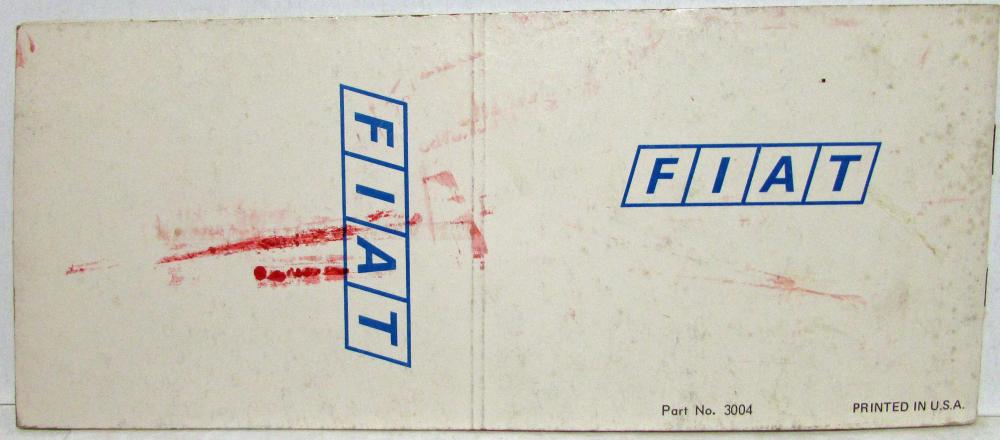 FIAT
FIAT
Part No. 3004
PRINTED IN U.S.A.